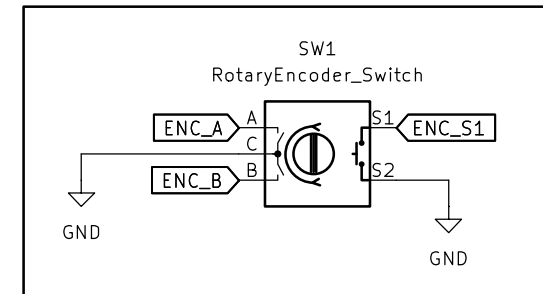 SW1
RotaryEncoder_Switch
ENC_A
A
S1
ENC_S1
C
ENC_B
B
S2
GND
GND